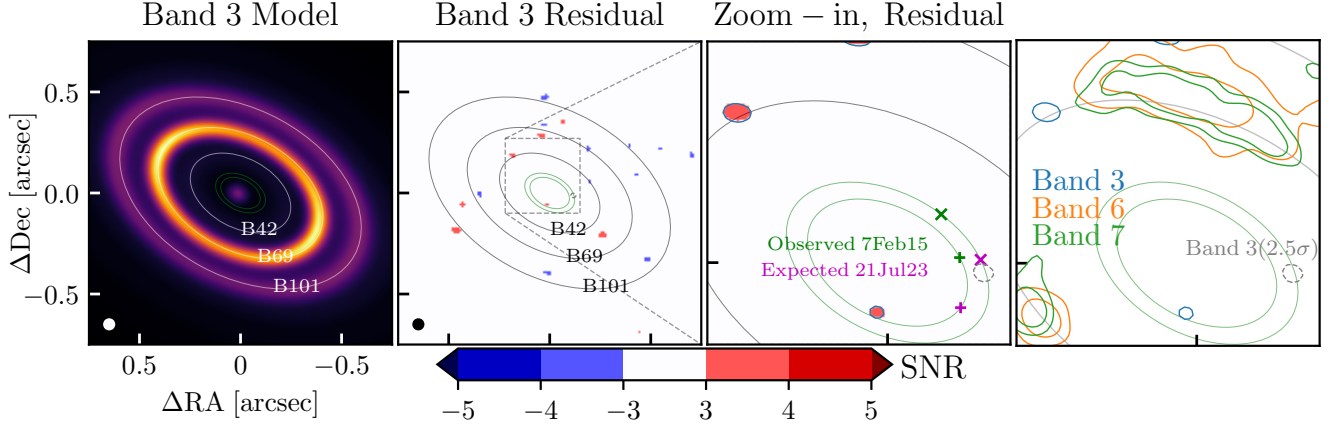 Band 3 Model
Band 3 Residual
Zoom − in, Residual
ΔDec [arcsec]
0.5
0.0
−0.5
B42
B69
B101
0.5
0
−0.5
ΔRA [arcsec]
B42
B69
B101
Observed 7Feb15
Expected 21Jul23
Band 3
Band 6
Band 7
Band 3(2.5σ)
SNR
−5
−4
−3
3
4
5